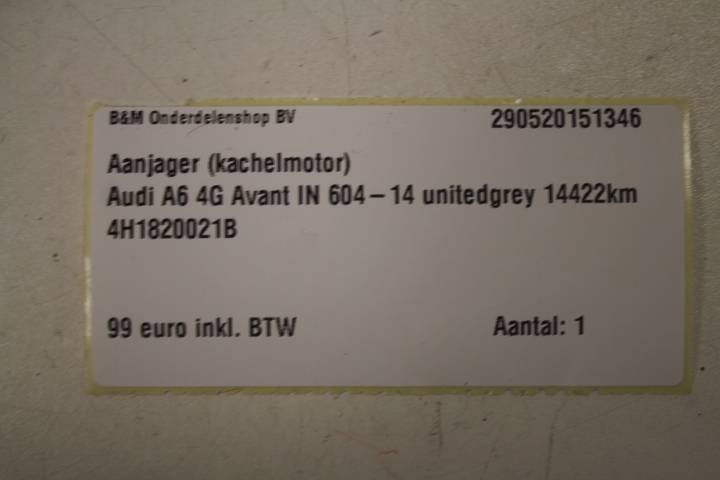 B&M Onderdelenshop BV 290520151346
Aanjager (kachelmotor)
Audi A6 4G Avant IN 604-14 unitedgrey 14422km
4H1820021B
99 euro inkl. BTW Aantal: 1